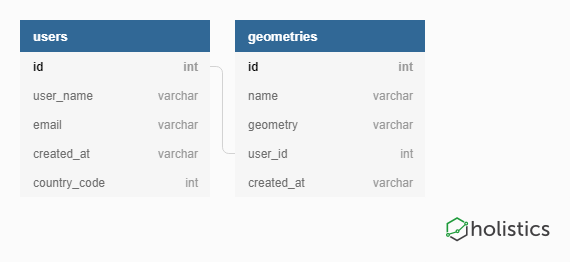 users
id int
user_name varchar
email varchar
created_at varchar
country_code int
geometries
id int
name varchar
geometry varchar
user_id int
created_at varchar
holistics